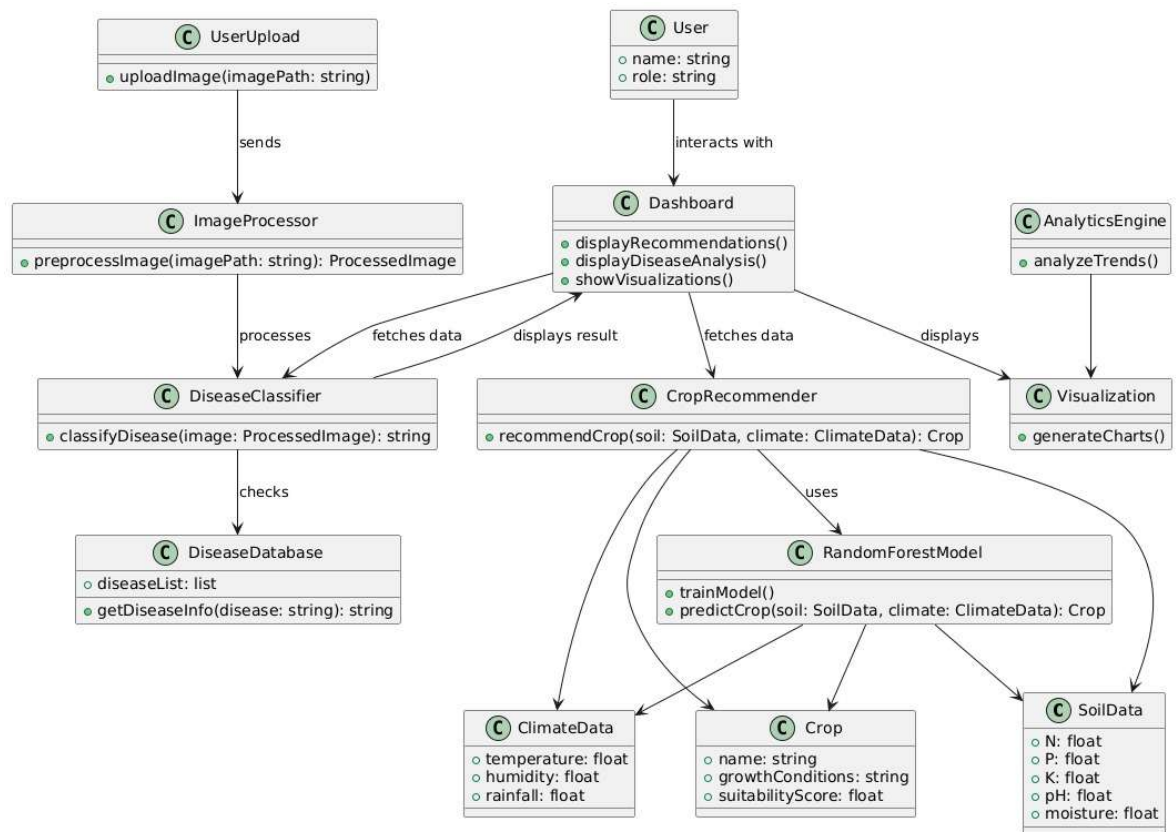 C UserUpload
uploadImage(imagePath: string)
C User
name: string
role: string
sends
interacts with
C ImageProcessor
preprocessImage(imagePath: string): ProcessedImage
C Dashboard
displayRecommendations()
displayDiseaseAnalysis()
showVisualizations()
C AnalyticsEngine
analyzeTrends()
processes
fetches data
displays result
fetches data
displays
C DiseaseClassifier
classifyDisease(image: ProcessedImage): string
C CropRecommender
recommendCrop(soil: SoilData, climate: ClimateData): Crop
C Visualization
generateCharts()
checks
uses
C DiseaseDatabase
diseaseList: list
getDiseaseInfo(disease: string): string
C RandomForestModel
trainModel()
predictCrop(soil: SoilData, climate: ClimateData): Crop
C ClimateData
temperature: float
humidity: float
rainfall: float
C Crop
name: string
growthConditions: string
suitabilityScore: float
C SoilData
N: float
P: float
K: float
pH: float
moisture: float